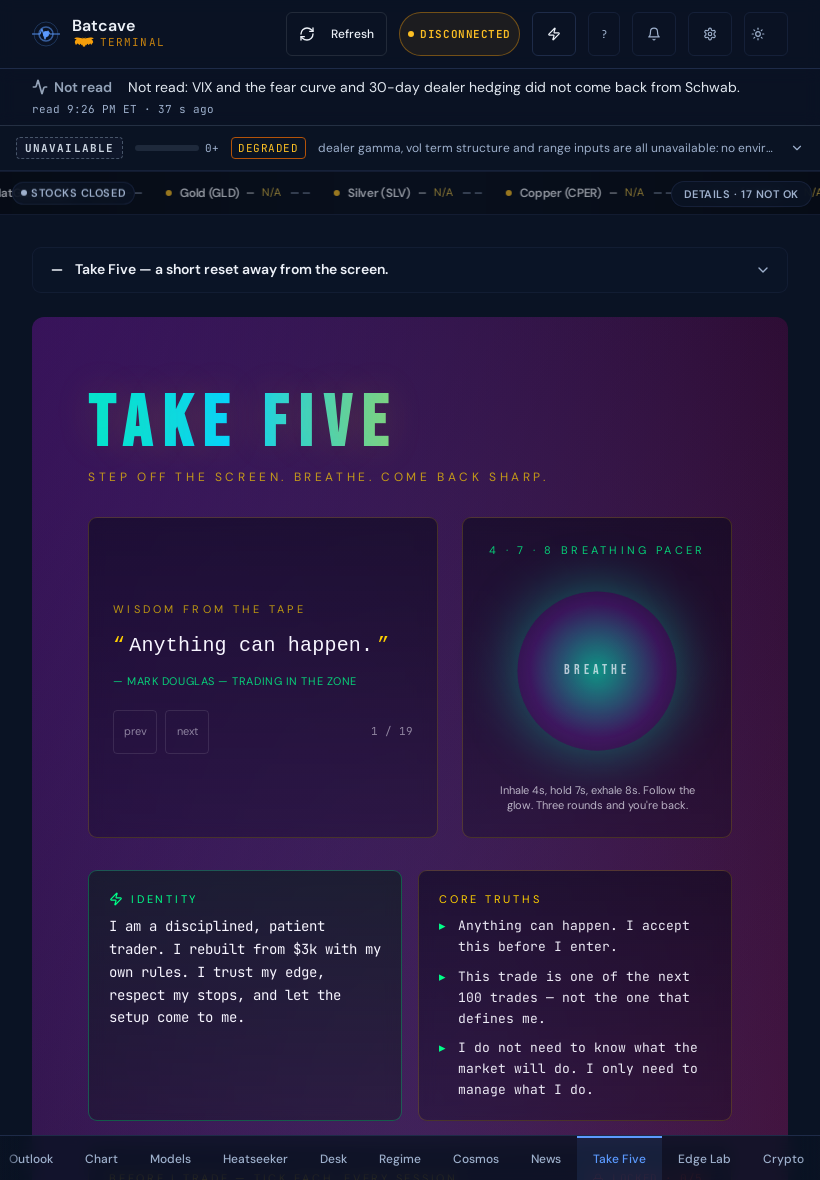 Batcave
TERMINAL
Refresh
DISCONNECTED
?
Not read Not read: VIX and the fear curve and 30-day dealer hedging did not come back from Schwab.
read 9:26 PM ET · 37 s ago
UNAVAILABLE 0+ DEGRADED dealer gamma, vol term structure and range inputs are all unavailable: no envir…
STOCKS CLOSED — Gold (GLD) — N/A —— Silver (SLV) — N/A —— Copper (CPER) — N/A —— DETAILS · 17 NOT OK
— Take Five — a short reset away from the screen.
TAKE FIVE
STEP OFF THE SCREEN. BREATHE. COME BACK SHARP.
WISDOM FROM THE TAPE
“Anything can happen.”
— MARK DOUGLAS — TRADING IN THE ZONE
prev next 1 / 19
4 · 7 · 8 BREATHING PACER
BREATHE
Inhale 4s, hold 7s, exhale 8s. Follow the
glow. Three rounds and you're back.
IDENTITY
I am a disciplined, patient
trader. I rebuilt from $3k with my
own rules. I trust my edge,
respect my stops, and let the
setup come to me.
CORE TRUTHS
▸ Anything can happen. I accept
this before I enter.
▸ This trade is one of the next
100 trades — not the one that
defines me.
▸ I do not need to know what the
market will do. I only need to
manage what I do.
Outlook Chart Models Heatseeker Desk Regime Cosmos News Take Five Edge Lab Crypto